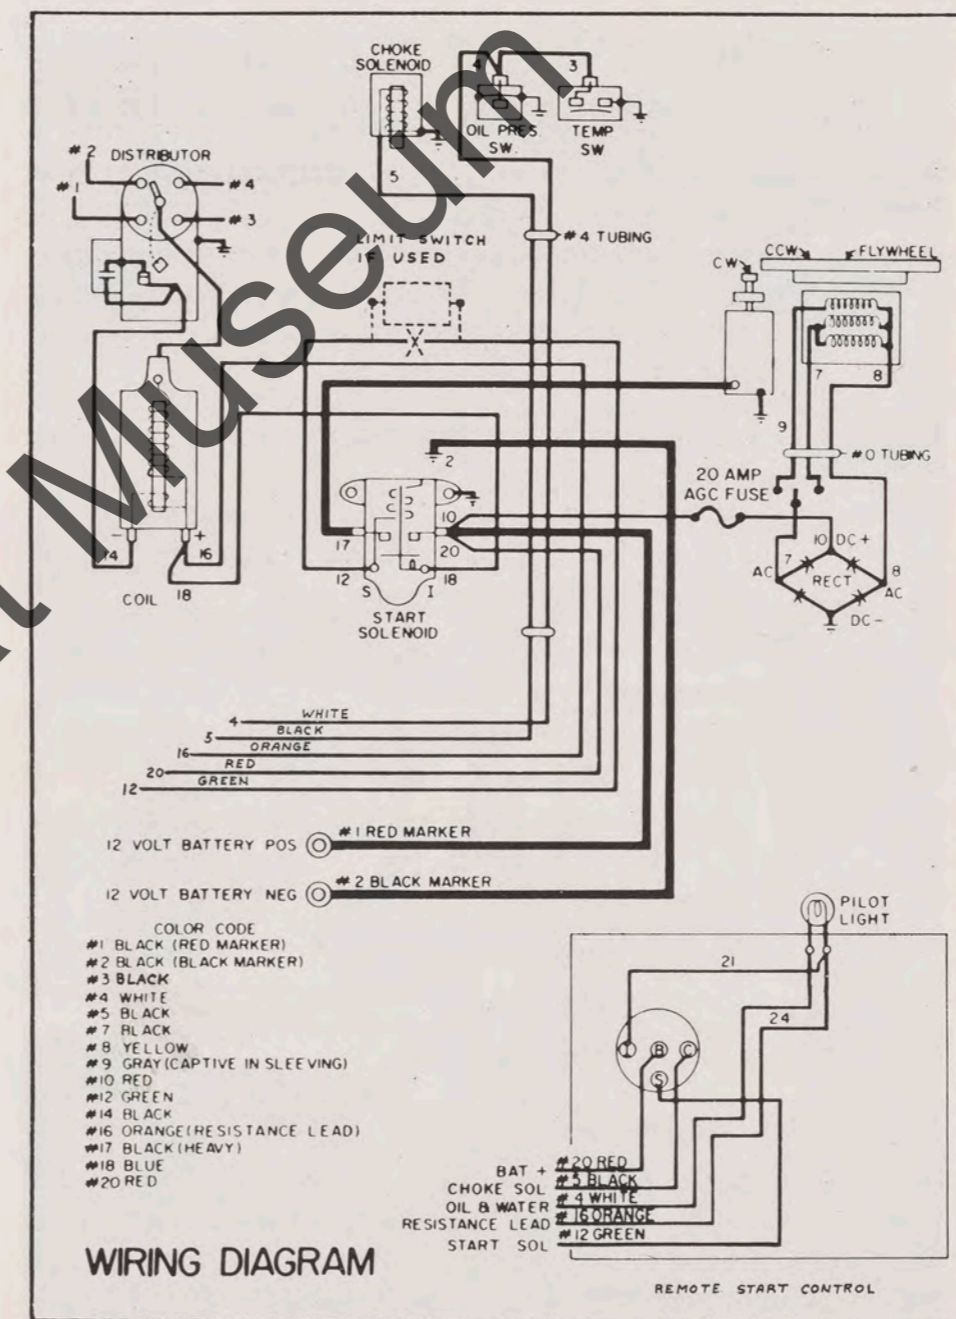 CHOKE
SOLENOID
4
3
OIL PRES.
SW.
TEMP
SW
5
# 2
DISTRIBUTOR
# 1
# 4
# 3
LIMIT SWITCH
IF USED
# 4 TUBING
CCW
FLYWHEEL
CW
7
8
9
# 0 TUBING
2
20 AMP
AGC FUSE
10
17
20
12
18
S
I
START
SOLENOID
-
+
14
16
COIL
18
10
DC +
7
8
AC
RECT
AC
DC -
4
WHITE
5
BLACK
16
ORANGE
20
RED
12
GREEN
12 VOLT BATTERY POS
# 1 RED MARKER
12 VOLT BATTERY NEG
# 2 BLACK MARKER
COLOR CODE
#1 BLACK (RED MARKER)
#2 BLACK (BLACK MARKER)
#3 BLACK
#4 WHITE
#5 BLACK
#7 BLACK
#8 YELLOW
#9 GRAY (CAPTIVE IN SLEEVING)
#10 RED
#12 GREEN
#14 BLACK
#16 ORANGE (RESISTANCE LEAD)
#17 BLACK (HEAVY)
#18 BLUE
#20 RED
PILOT
LIGHT
21
24
I
B
C
S
BAT +
# 20 RED
CHOKE SOL
# 5 BLACK
OIL & WATER
# 4 WHITE
RESISTANCE LEAD
# 16 ORANGE
START SOL
# 12 GREEN
WIRING DIAGRAM
REMOTE START CONTROL
t Museum